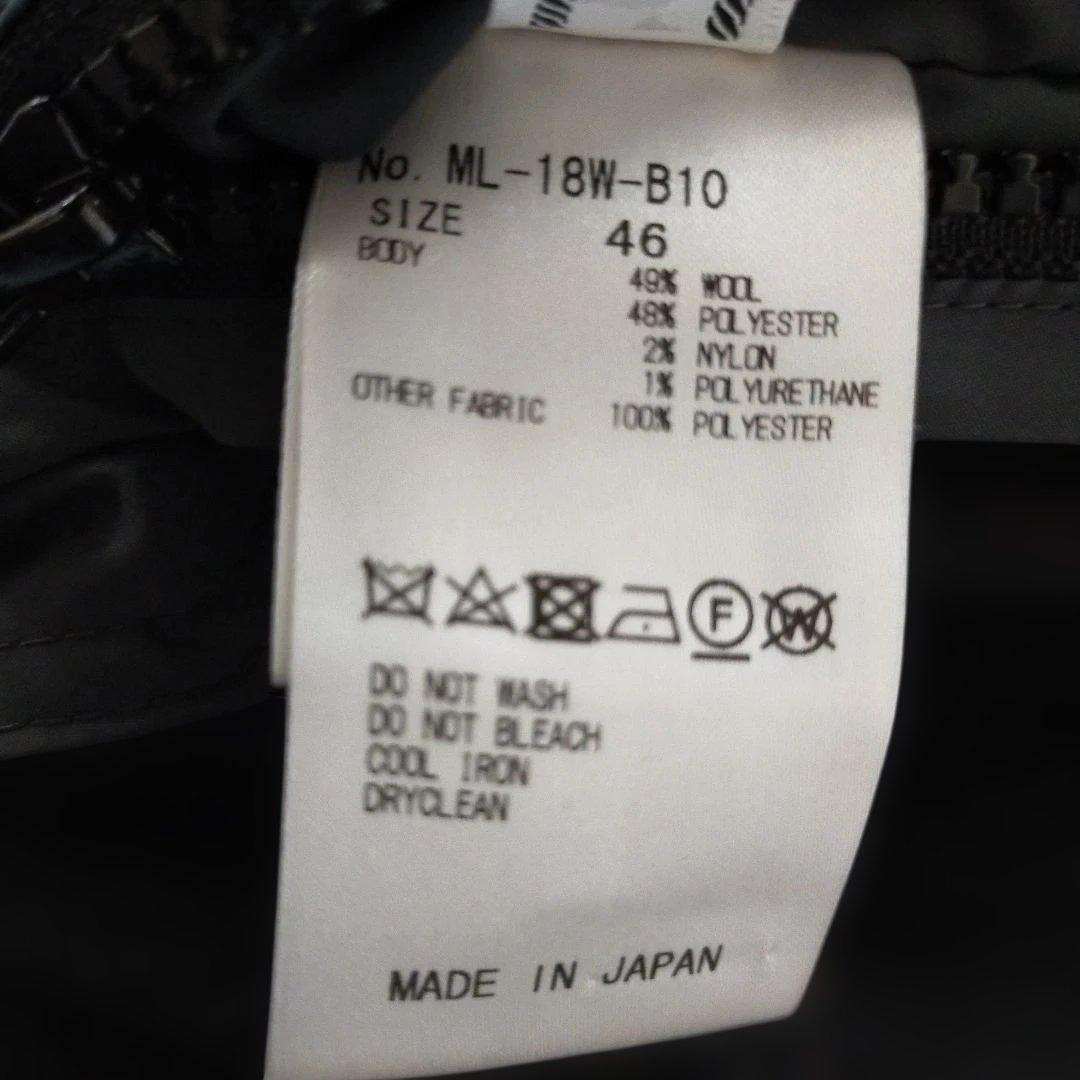 No. ML-18W-B10
SIZE 46
BODY
49% WOOL
48% POLYESTER
2% NYLON
1% POLYURETHANE
OTHER FABRIC 100% POLYESTER
F W
DO NOT WASH
DO NOT BLEACH
COOL IRON
DRYCLEAN
MADE IN JAPAN